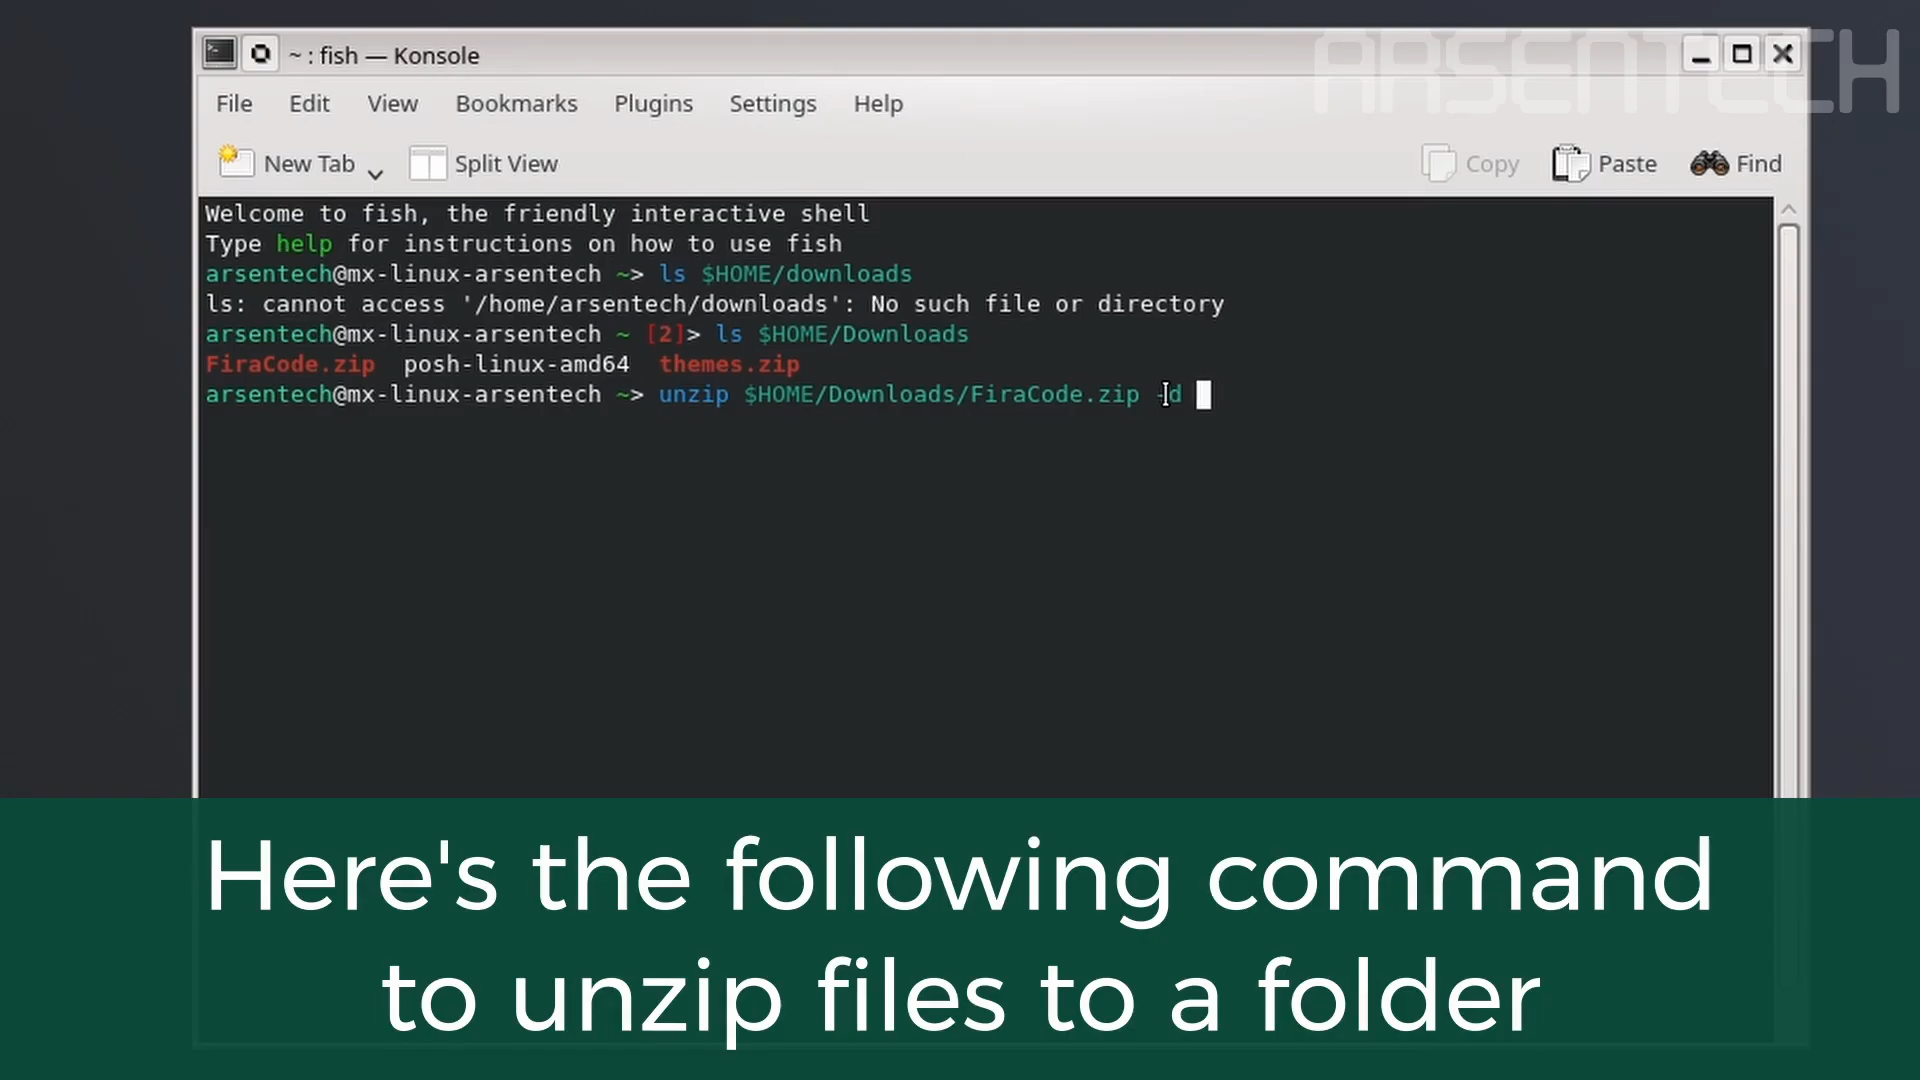 ARSENTECH
~ : fish — Konsole
File Edit View Bookmarks Plugins Settings Help
New Tab Split View Copy Paste Find
Welcome to fish, the friendly interactive shell
Type help for instructions on how to use fish
arsentech@mx-linux-arsentech ~> ls $HOME/downloads
ls: cannot access '/home/arsentech/downloads': No such file or directory
arsentech@mx-linux-arsentech ~ [2]> ls $HOME/Downloads
FiraCode.zip posh-linux-amd64 themes.zip
arsentech@mx-linux-arsentech ~> unzip $HOME/Downloads/FiraCode.zip -d
Here's the following command
to unzip files to a folder